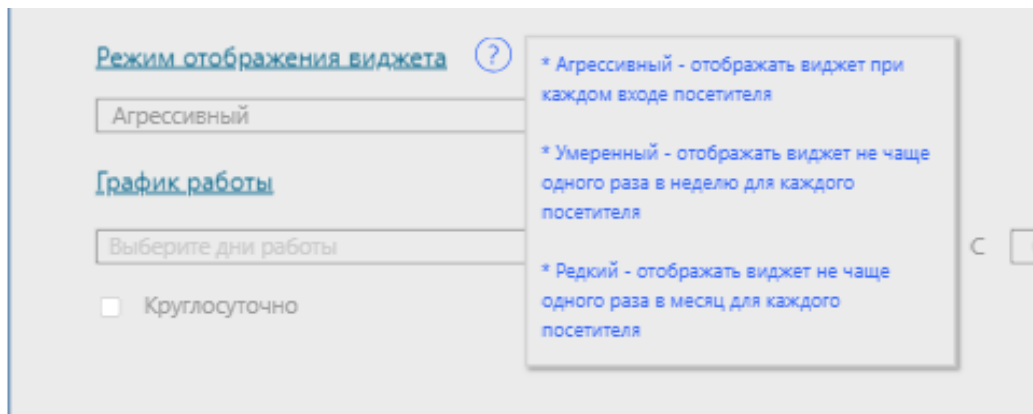 Режим отображения виджета ?
Агрессивный
* Агрессивный - отображать виджет при
каждом входе посетителя
* Умеренный - отображать виджет не чаще
одного раза в неделю для каждого
посетителя
* Редкий - отображать виджет не чаще
одного раза в месяц для каждого
посетителя
График работы
Выберите дни работы
С
Круглосуточно